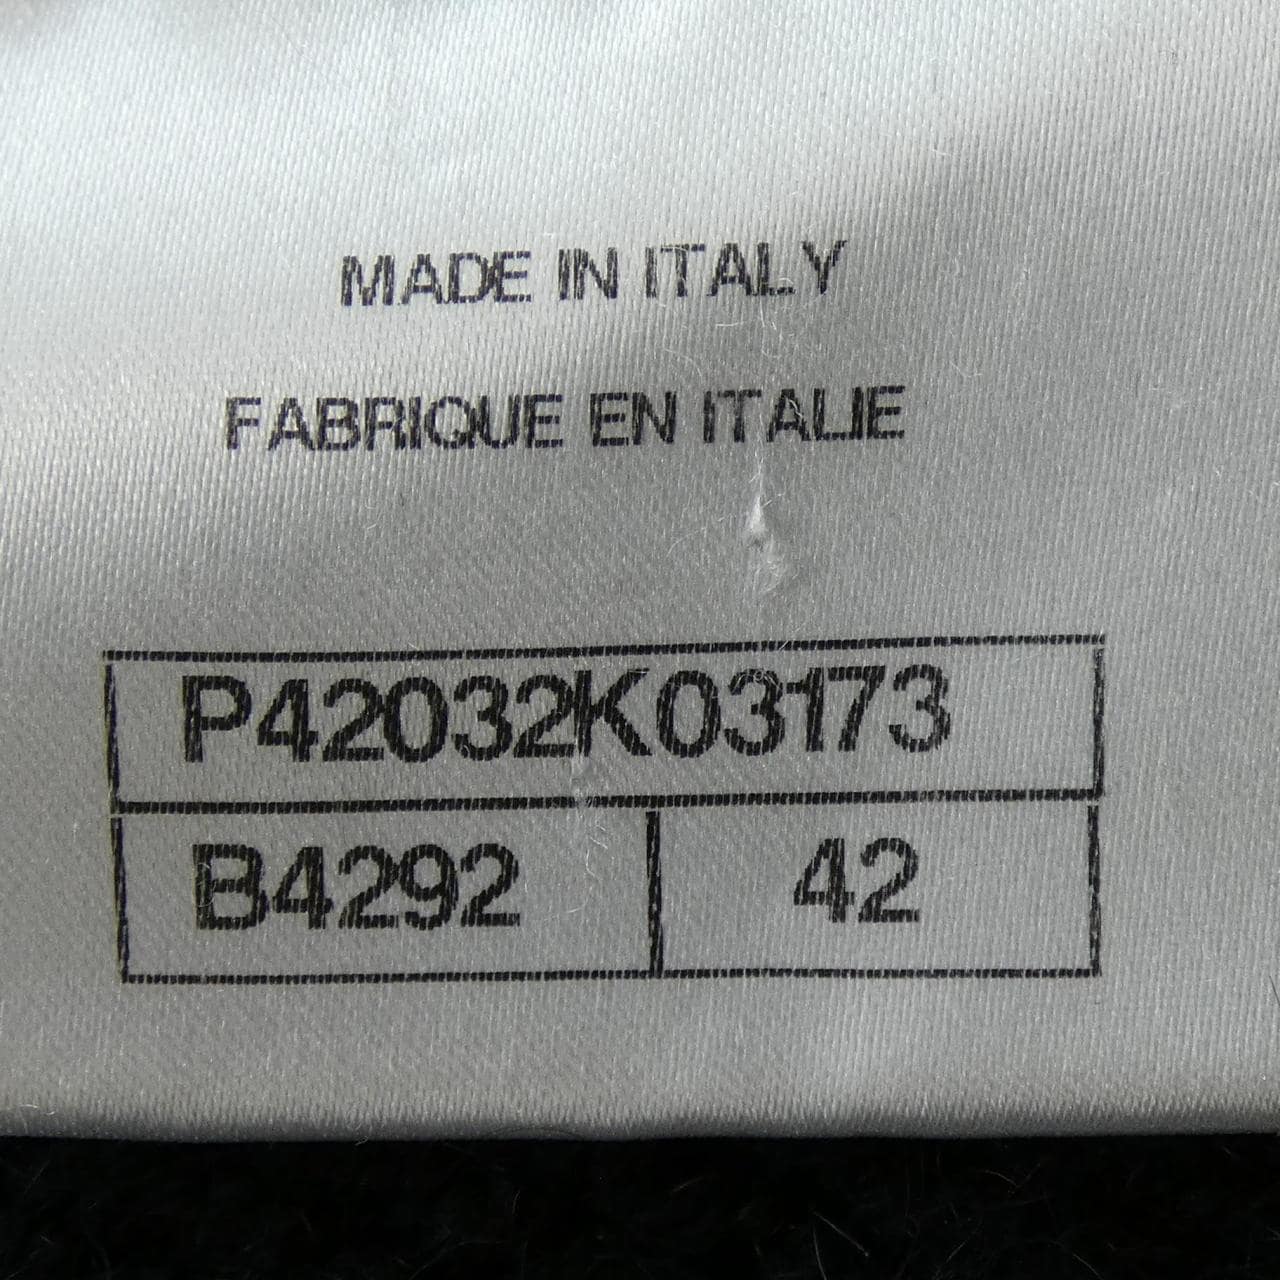 MADE IN ITALY
FABRIQUE EN ITALIE
P42032K03173
B4292 42